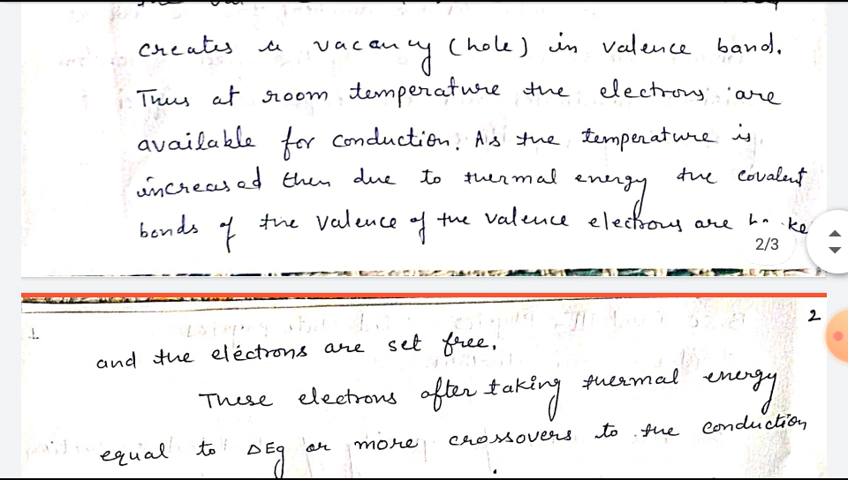 creates a vacancy (hole) in valence band.
Thus at room temperature the electrons are
available for conduction. As the temperature is
increased then due to thermal energy the covalent
bonds of the valence of the valence electrons are
2/3
2
and the electrons are set free.
These electrons after taking thermal energy
equal to ΔEg or more crossovers to the conduction